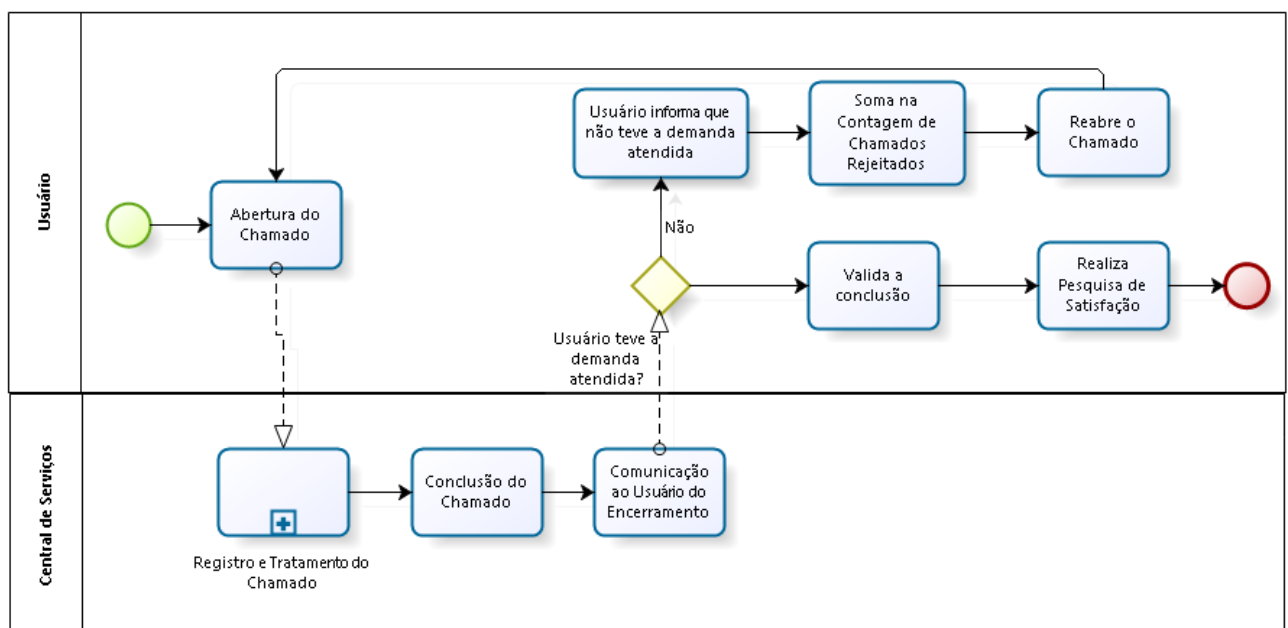 Usuário
Abertura do
Chamado
Usuário informa que
não teve a demanda
atendida
Soma na
Contagem de
Chamados
Rejeitados
Reabre o
Chamado
Não
Usuário teve a
demanda
atendida?
Valida a
conclusão
Realiza
Pesquisa de
Satisfação
Central de Serviços
Registro e Tratamento do
Chamado
Conclusão do
Chamado
Comunicação
ao Usuário do
Encerramento